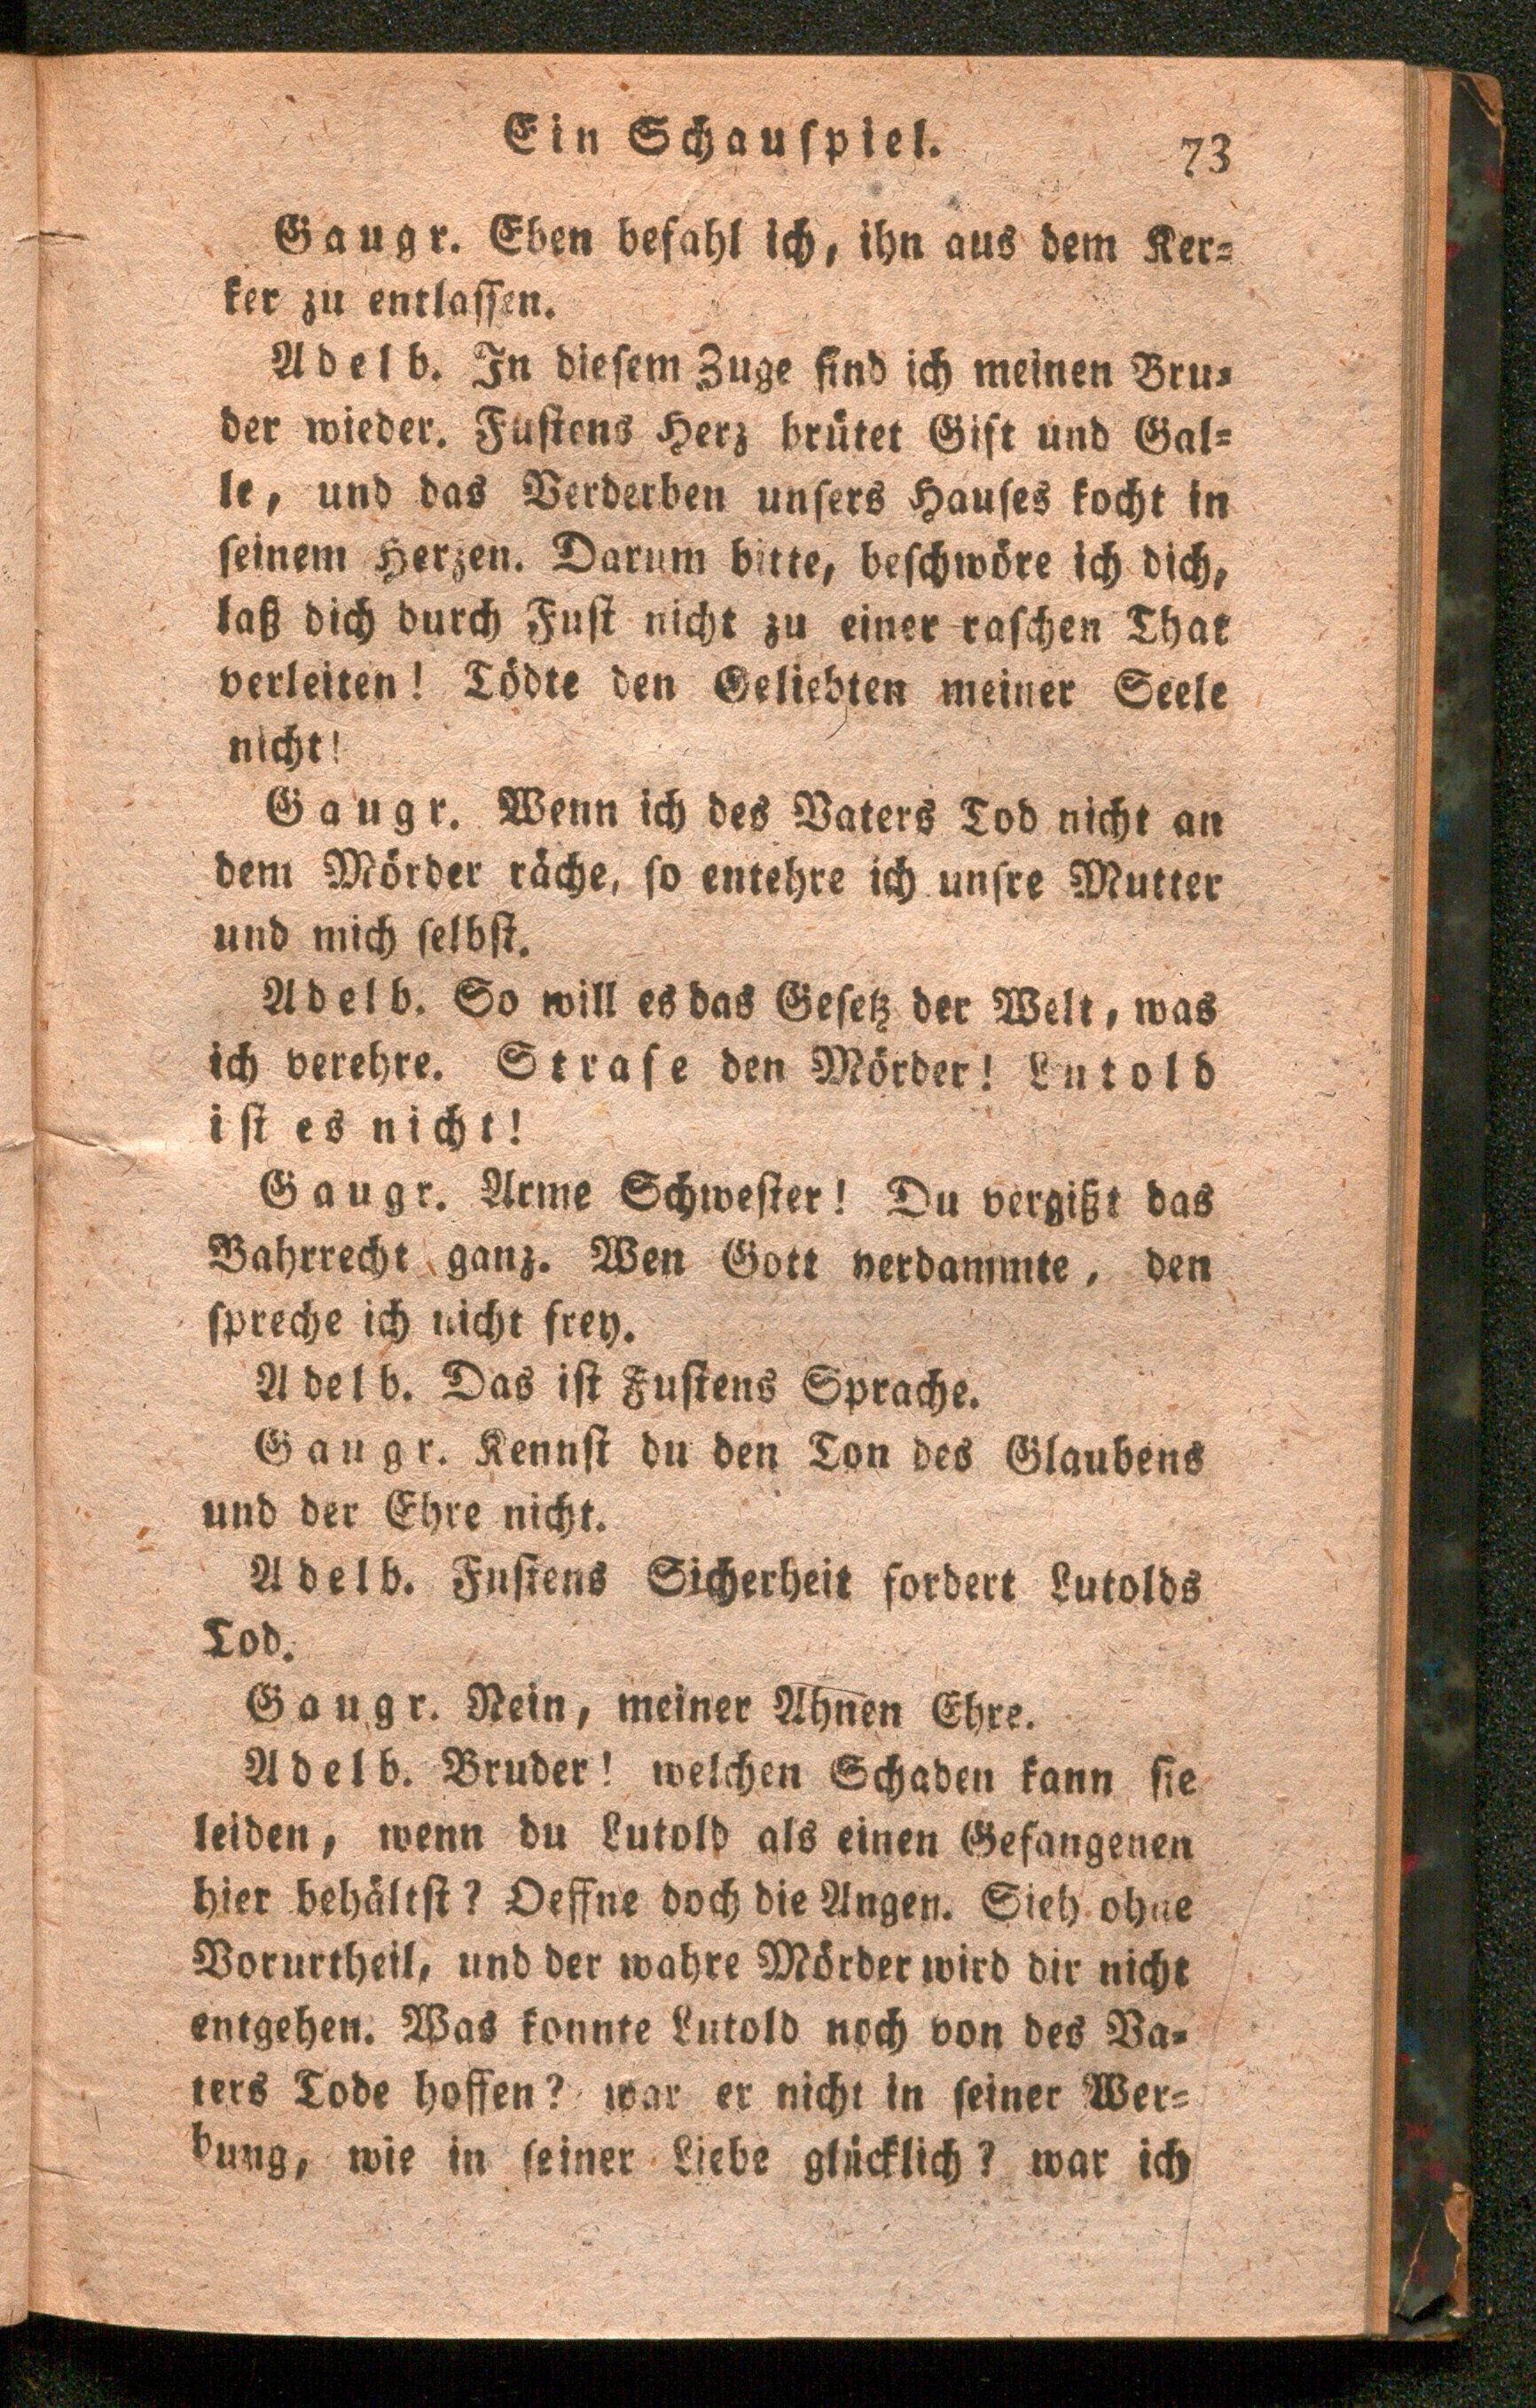 Ein Schauspiel. 73
Gaugr. Eben befahl ich, ihn aus dem Ker-
ker zu entlassen.
Adelb. In diesem Zuge find ich meinen Bru-
der wieder. Fustens Herz brütet Gift und Gal-
le, und das Verderben unsers Hauses kocht in
seinem Herzen. Darum bitte, beschwöre ich dich,
laß dich durch Fust nicht zu einer raschen That
verleiten! Tödte den Geliebten meiner Seele
nicht!
Gaugr. Wenn ich des Vaters Tod nicht an
dem Mörder räche, so entehre ich unsre Mutter
und mich selbst.
Adelb. So will es das Gesetz der Welt, was
ich verehre. Strafe den Mörder! Lutold
ist es nicht!
Gaugr. Arme Schwester! Du vergißt das
Bahrrecht ganz. Wen Gott verdammte, den
spreche ich nicht frey.
Adelb. Das ist Fustens Sprache.
Gaugr. Kennst du den Ton des Glaubens
und der Ehre nicht.
Adelb. Fustens Sicherheit fordert Lutolds
Tod.
Gaugr. Nein, meiner Ahnen Ehre.
Adelb. Bruder! welchen Schaden kann sie
leiden, wenn du Lutold als einen Gefangenen
hier behältst? Oeffne doch die Angen. Sieh ohne
Vorurtheil, und der wahre Mörder wird dir nicht
entgehen. Was konnte Lutold noch von des Va-
ters Tode hoffen? war er nicht in seiner Wer-
bung, wie in seiner Liebe glücklich? war ich